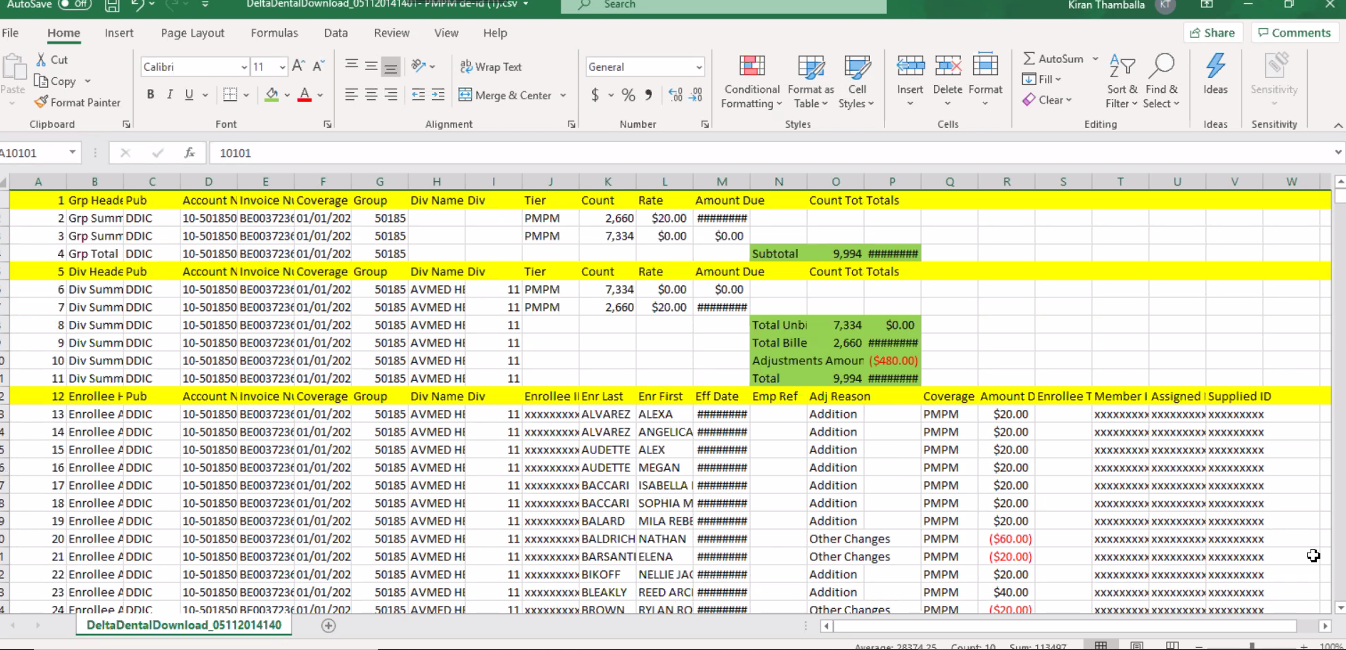 AutoSave Off DeltaDentalDownload_051120141401- PMPM de-id (1).csv Search Kiran Thamballa KT
File Home Insert Page Layout Formulas Data Review View Help Share Comments
Cut Calibri 11 A A Wrap Text General AutoSum
Paste Copy Conditional Format as Cell Insert Delete Format Fill Sort & Find & Ideas Sensitivity
Format Painter B I U A Merge & Center $ % Formatting Table Styles Clear Filter Select
Clipboard Font Alignment Number Styles Cells Editing Ideas Sensitivity
A10101 fx 10101
A B C D E F G H I J K L M N O P Q R S T U V W
1 Grp Heade Pub Account N Invoice Nu Coverage Group Div Name Div Tier Count Rate Amount Due Count Tot Totals
2 Grp Summ DDIC 10-501850 BE0037236 01/01/202 50185 PMPM 2,660 $20.00 ########
3 Grp Summ DDIC 10-501850 BE0037236 01/01/202 50185 PMPM 7,334 $0.00 $0.00
4 Grp Total DDIC 10-501850 BE0037236 01/01/202 50185 Subtotal 9,994 ########
5 Div Heade Pub Account N Invoice Nu Coverage Group Div Name Div Tier Count Rate Amount Due Count Tot Totals
6 Div Summ DDIC 10-501850 BE0037236 01/01/202 50185 AVMED HE 11 PMPM 7,334 $0.00 $0.00
7 Div Summ DDIC 10-501850 BE0037236 01/01/202 50185 AVMED HE 11 PMPM 2,660 $20.00 ########
8 Div Summ DDIC 10-501850 BE0037236 01/01/202 50185 AVMED HE 11 Total Unbi 7,334 $0.00
9 Div Summ DDIC 10-501850 BE0037236 01/01/202 50185 AVMED HE 11 Total Bille 2,660 ########
10 Div Summ DDIC 10-501850 BE0037236 01/01/202 50185 AVMED HE 11 Adjustments Amoun ($480.00)
11 Div Summ DDIC 10-501850 BE0037236 01/01/202 50185 AVMED HE 11 Total 9,994 ########
12 Enrollee H Pub Account N Invoice Nu Coverage Group Div Name Div Enrollee I Enr Last Enr First Eff Date Emp Ref Adj Reason Coverage Amount D Enrollee T Member I Assigned Supplied ID
13 Enrollee A DDIC 10-501850 BE0037236 01/01/202 50185 AVMED HE 11 xxxxxxxxx ALVAREZ ALEXA ######## Addition PMPM $20.00 xxxxxxxxx xxxxxxxxx xxxxxxxxx
14 Enrollee A DDIC 10-501850 BE0037236 01/01/202 50185 AVMED HE 11 xxxxxxxxx ALVAREZ ANGELICA ######## Addition PMPM $20.00 xxxxxxxxx xxxxxxxxx xxxxxxxxx
15 Enrollee A DDIC 10-501850 BE0037236 01/01/202 50185 AVMED HE 11 xxxxxxxxx AUDETTE ALEX ######## Addition PMPM $20.00 xxxxxxxxx xxxxxxxxx xxxxxxxxx
16 Enrollee A DDIC 10-501850 BE0037236 01/01/202 50185 AVMED HE 11 xxxxxxxxx AUDETTE MEGAN ######## Addition PMPM $20.00 xxxxxxxxx xxxxxxxxx xxxxxxxxx
17 Enrollee A DDIC 10-501850 BE0037236 01/01/202 50185 AVMED HE 11 xxxxxxxxx BACCARI ISABELLA ######## Addition PMPM $20.00 xxxxxxxxx xxxxxxxxx xxxxxxxxx
18 Enrollee A DDIC 10-501850 BE0037236 01/01/202 50185 AVMED HE 11 xxxxxxxxx BACCARI SOPHIA M ######## Addition PMPM $20.00 xxxxxxxxx xxxxxxxxx xxxxxxxxx
19 Enrollee A DDIC 10-501850 BE0037236 01/01/202 50185 AVMED HE 11 xxxxxxxxx BALARD MILA REBE ######## Addition PMPM $20.00 xxxxxxxxx xxxxxxxxx xxxxxxxxx
20 Enrollee A DDIC 10-501850 BE0037236 01/01/202 50185 AVMED HE 11 xxxxxxxxx BALDRICH NATHAN ######## Other Changes PMPM ($60.00) xxxxxxxxx xxxxxxxxx xxxxxxxxx
21 Enrollee A DDIC 10-501850 BE0037236 01/01/202 50185 AVMED HE 11 xxxxxxxxx BARSANTI ELENA ######## Other Changes PMPM ($20.00) xxxxxxxxx xxxxxxxxx xxxxxxxxx
22 Enrollee A DDIC 10-501850 BE0037236 01/01/202 50185 AVMED HE 11 xxxxxxxxx BIKOFF NELLIE JAC ######## Addition PMPM $20.00 xxxxxxxxx xxxxxxxxx xxxxxxxxx
23 Enrollee A DDIC 10-501850 BE0037236 01/01/202 50185 AVMED HE 11 xxxxxxxxx BLEAKLY REED ARC ######## Addition PMPM $40.00 xxxxxxxxx xxxxxxxxx xxxxxxxxx
24 Enrollee A DDIC 10-501850 BE0037236 01/01/202 50185 AVMED HE 11 xxxxxxxxx BROWN RYLAN RO ######## Other Changes PMPM ($20.00) xxxxxxxxx xxxxxxxxx xxxxxxxxx
DeltaDentalDownload_05112014140
Average: 28374.25 Count: 10 Sum: 113497 100%